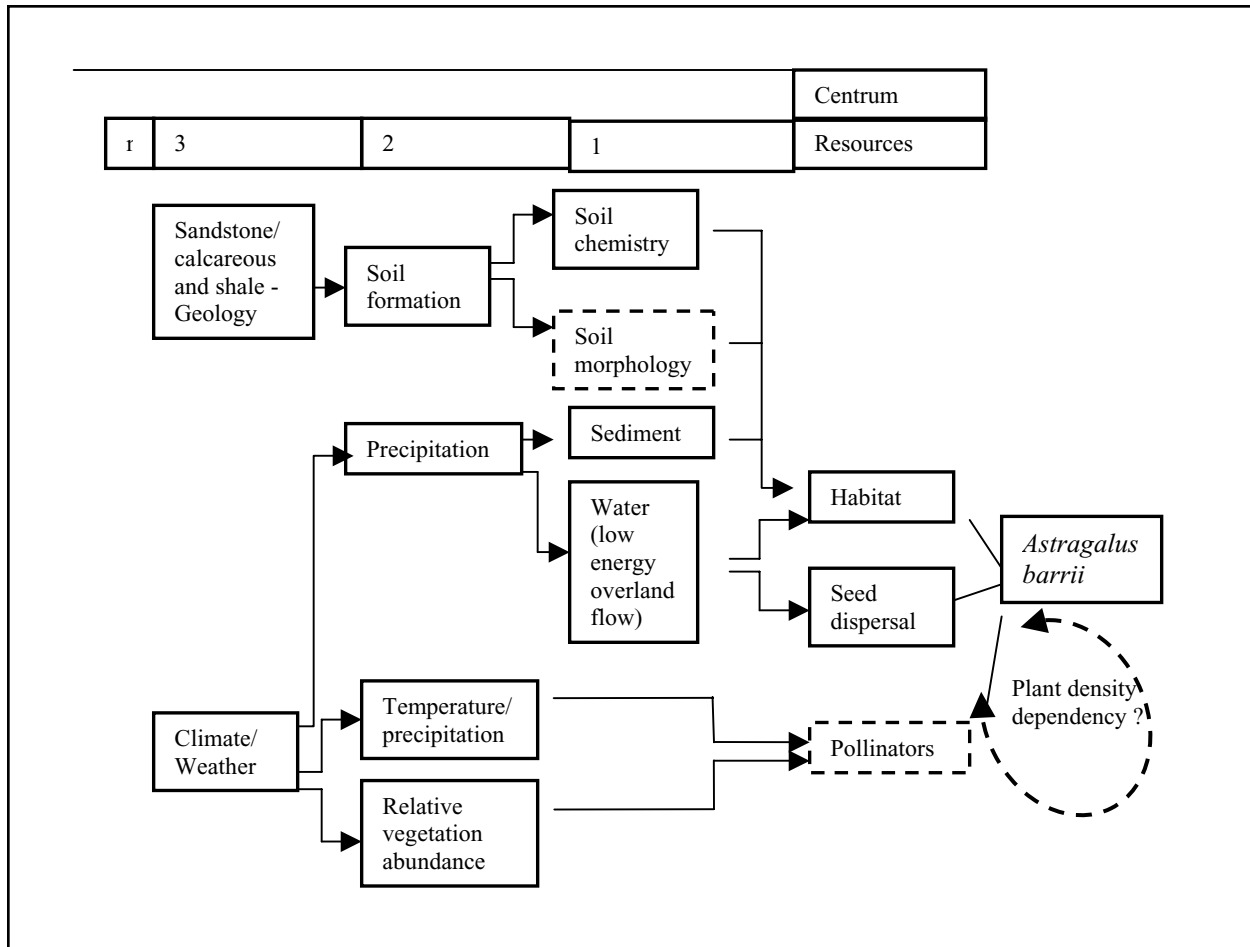 Centrum
r
3
2
1
Resources
Sandstone/
calcareous
and shale -
Geology
Soil
formation
Soil
chemistry
Soil
morphology
Precipitation
Sediment
Water
(low
energy
overland
flow)
Habitat
Seed
dispersal
Astragalus
barrii
Climate/
Weather
Temperature/
precipitation
Relative
vegetation
abundance
Pollinators
Plant density
dependency ?